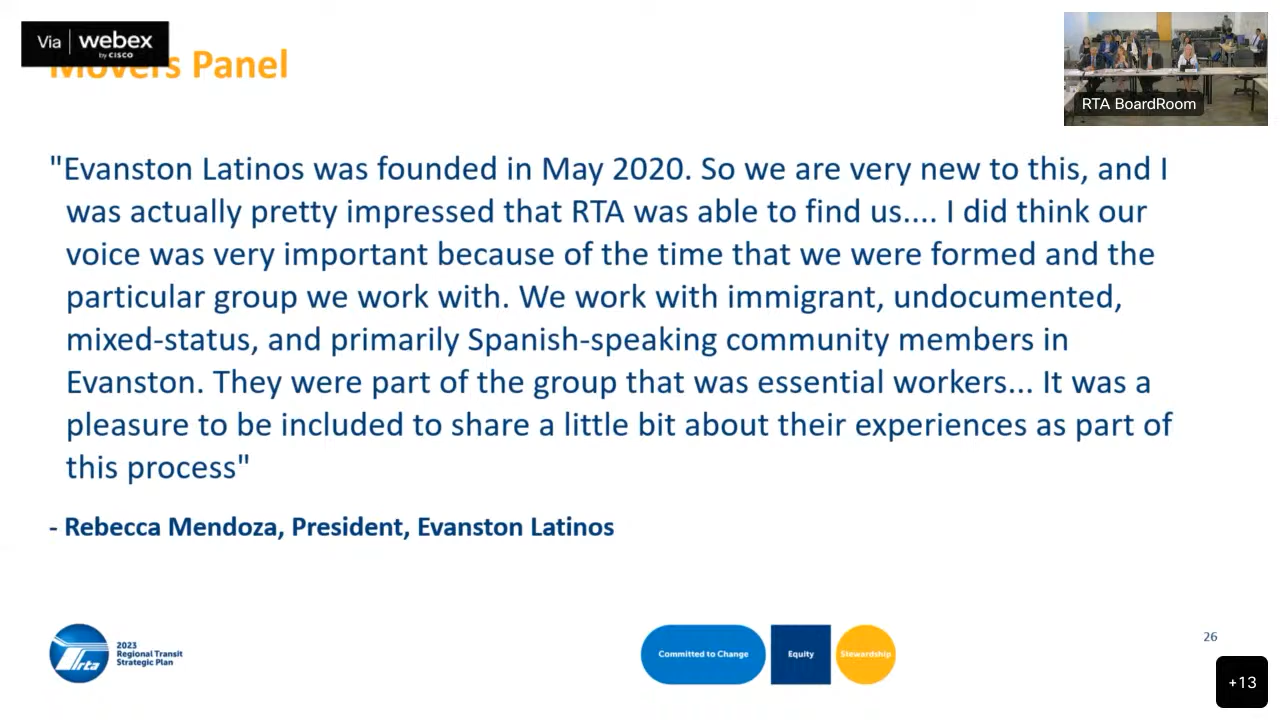 Via webex
by CISCO
Movers Panel
RTA BoardRoom
"Evanston Latinos was founded in May 2020. So we are very new to this, and I
was actually pretty impressed that RTA was able to find us.... I did think our
voice was very important because of the time that we were formed and the
particular group we work with. We work with immigrant, undocumented,
mixed-status, and primarily Spanish-speaking community members in
Evanston. They were part of the group that was essential workers... It was a
pleasure to be included to share a little bit about their experiences as part of
this process"
- Rebecca Mendoza, President, Evanston Latinos
rta
2023
Regional Transit
Strategic Plan
Committed to Change
Equity
Stewardship
26
+13